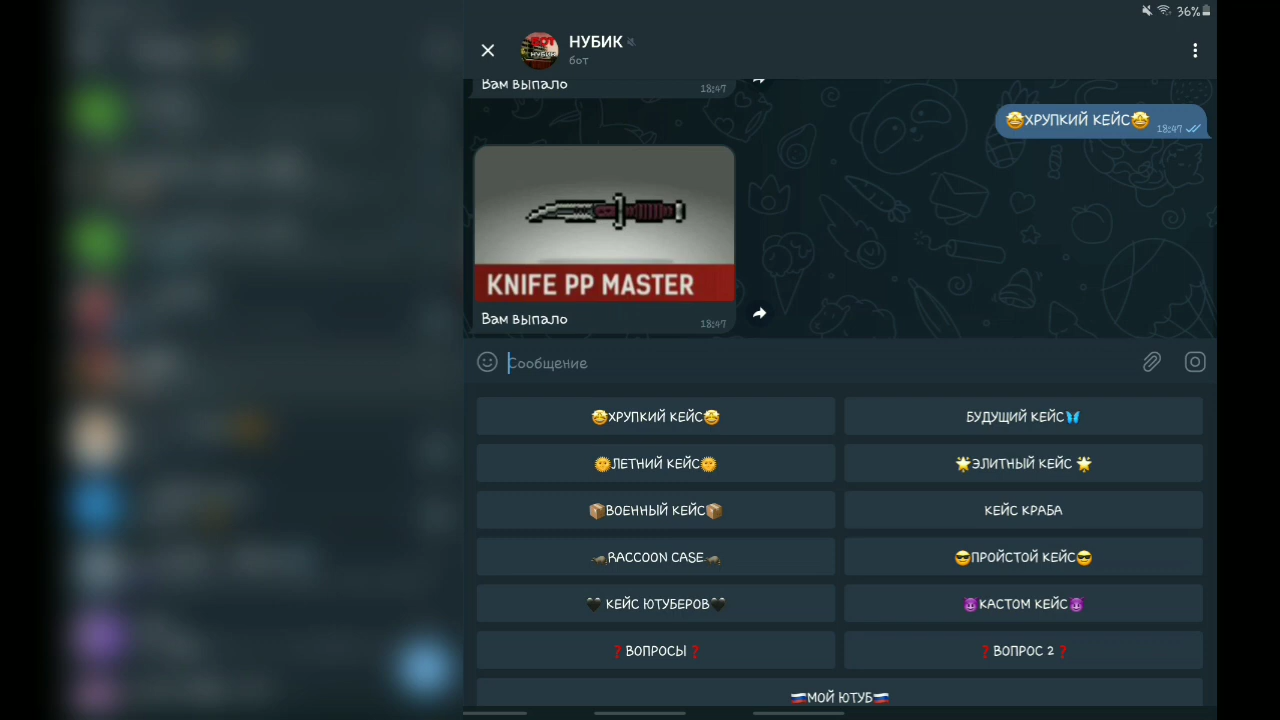 36%
НУБИК
бот
Вам выпало
18:47
🤩ХРУПКИЙ КЕЙС🤩
18:47
KNIFE PP MASTER
Вам выпало
18:47
Сообщение
🤩ХРУПКИЙ КЕЙС🤩
БУДУЩИЙ КЕЙС🦋
🌞ЛЕТНИЙ КЕЙС🌞
🌟ЭЛИТНЫЙ КЕЙС 🌟
📦ВОЕННЫЙ КЕЙС📦
КЕЙС КРАБА
🦝RACCOON CASE🦝
😎ПРОЙСТОЙ КЕЙС😎
🖤 КЕЙС ЮТУБЕРОВ🖤
😈КАСТОМ КЕЙС😈
❓ВОПРОСЫ❓
❓ВОПРОС 2❓
🇷🇺МОЙ ЮТУБ🇷🇺